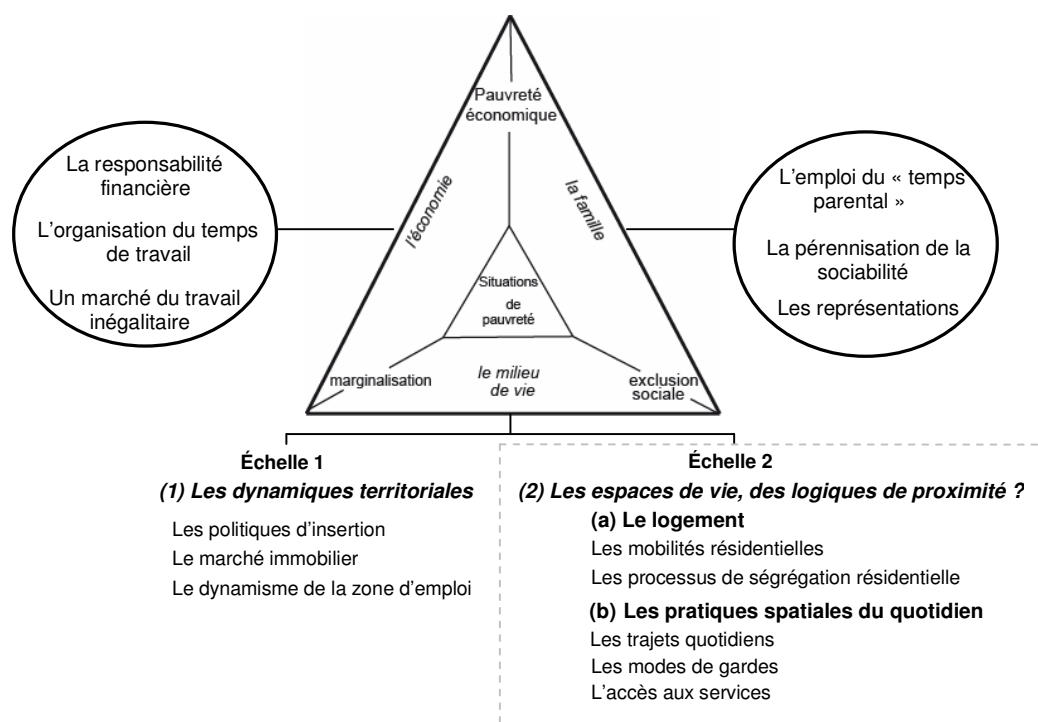 Pauvreté
économique
La responsabilité
financière
L'organisation du temps
de travail
Un marché du travail
inégalitaire
l'économie
la famille
L'emploi du « temps
parental »
La pérennisation de la
sociabilité
Les représentations
Situations
de
pauvreté
marginalisation
le milieu
de vie
exclusion
sociale
Échelle 1
(1) Les dynamiques territoriales
Les politiques d'insertion
Le marché immobilier
Le dynamisme de la zone d'emploi
Échelle 2
(2) Les espaces de vie, des logiques de proximité ?
(a) Le logement
Les mobilités résidentielles
Les processus de ségrégation résidentielle
(b) Les pratiques spatiales du quotidien
Les trajets quotidiens
Les modes de gardes
L'accès aux services